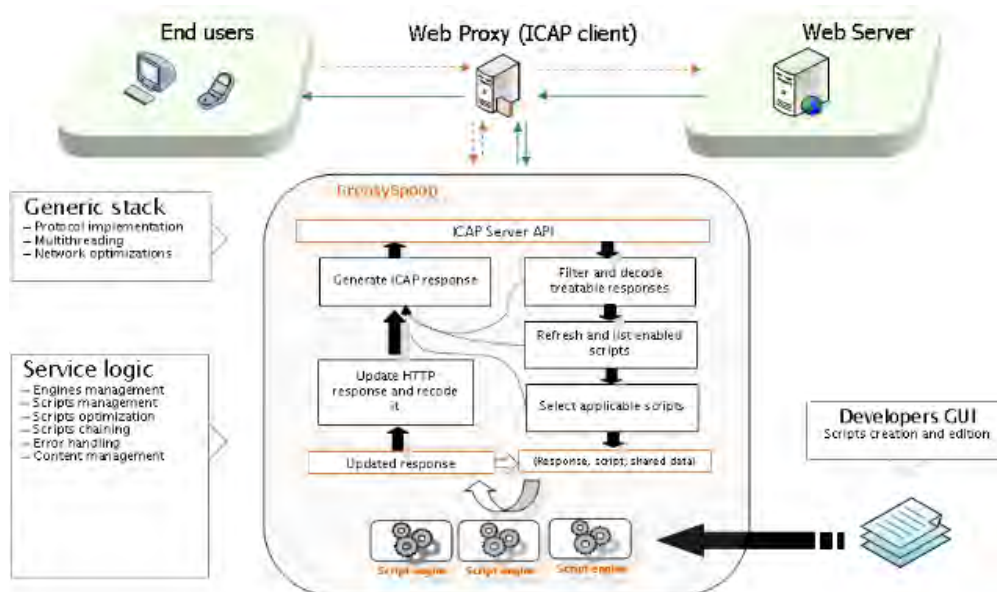 End users
Web Proxy (ICAP client)
Web Server
GreasySpoon
Generic stack
– Protocol implementation
– Multithreading
– Network optimizations
ICAP Server API
Generate ICAP response
Filter and decode
treatable responses
Refresh and list enabled
scripts
Service logic
– Engines management
– Scripts management
– Scripts optimization
– Scripts chaining
– Error handling
– Content management
Update HTTP
response and recode
it
Select applicable scripts
Developers GUI
Scripts creation and edition
Updated response
(Response, script, shared data)
Script engine
Script engine
Script engine